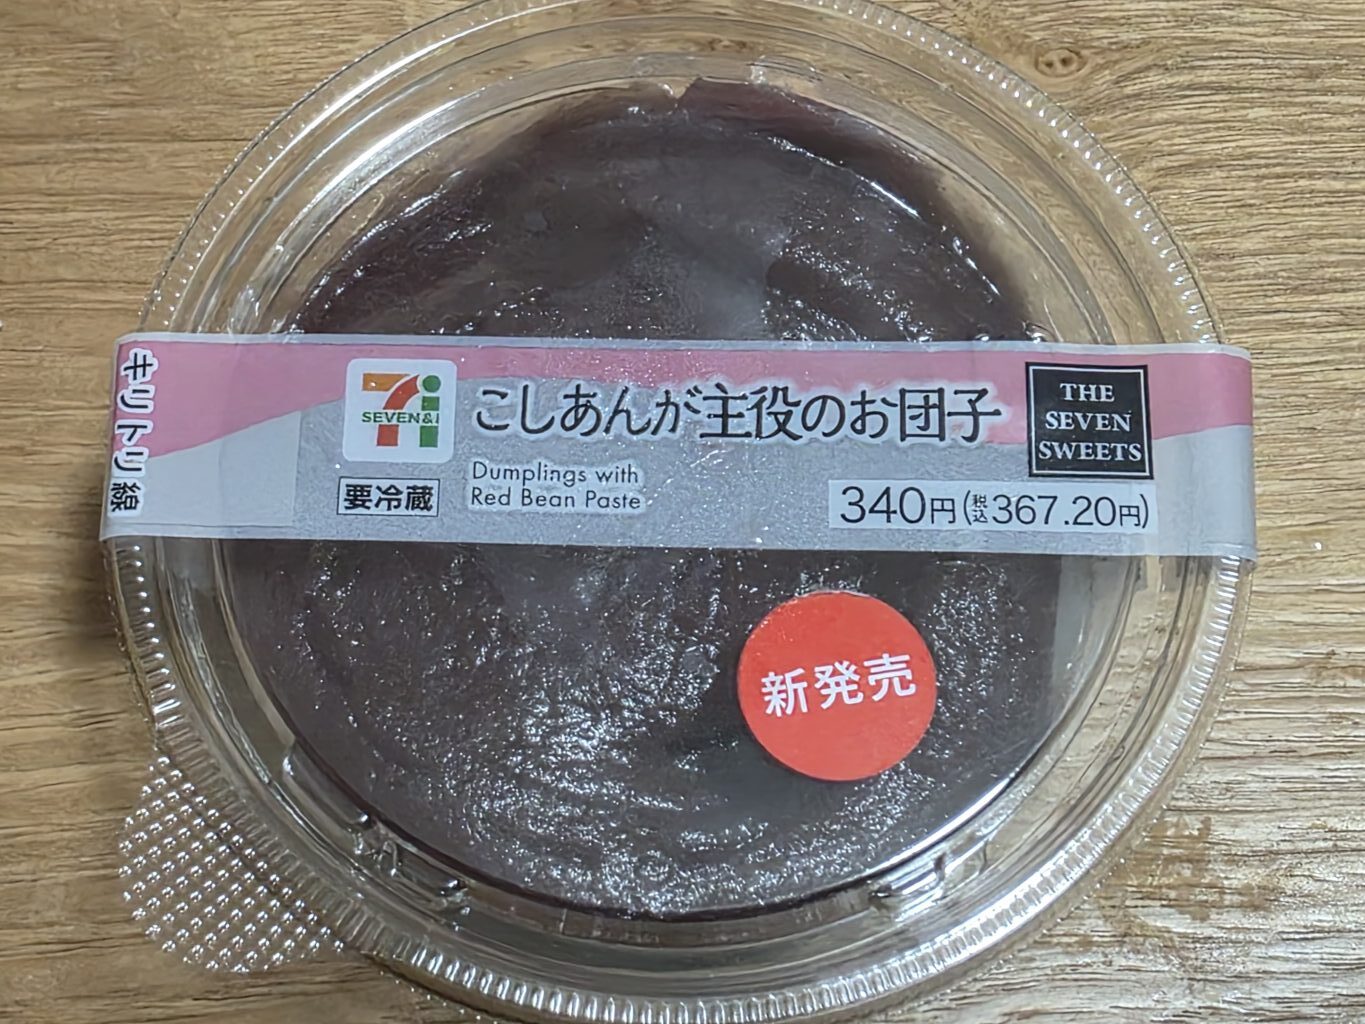 キリトリ線
SEVEN&i
こしあんが主役のお団子
THE
SEVEN
SWEETS
要冷蔵
Dumplings with
Red Bean Paste
340円(税込367.20円)
新発売